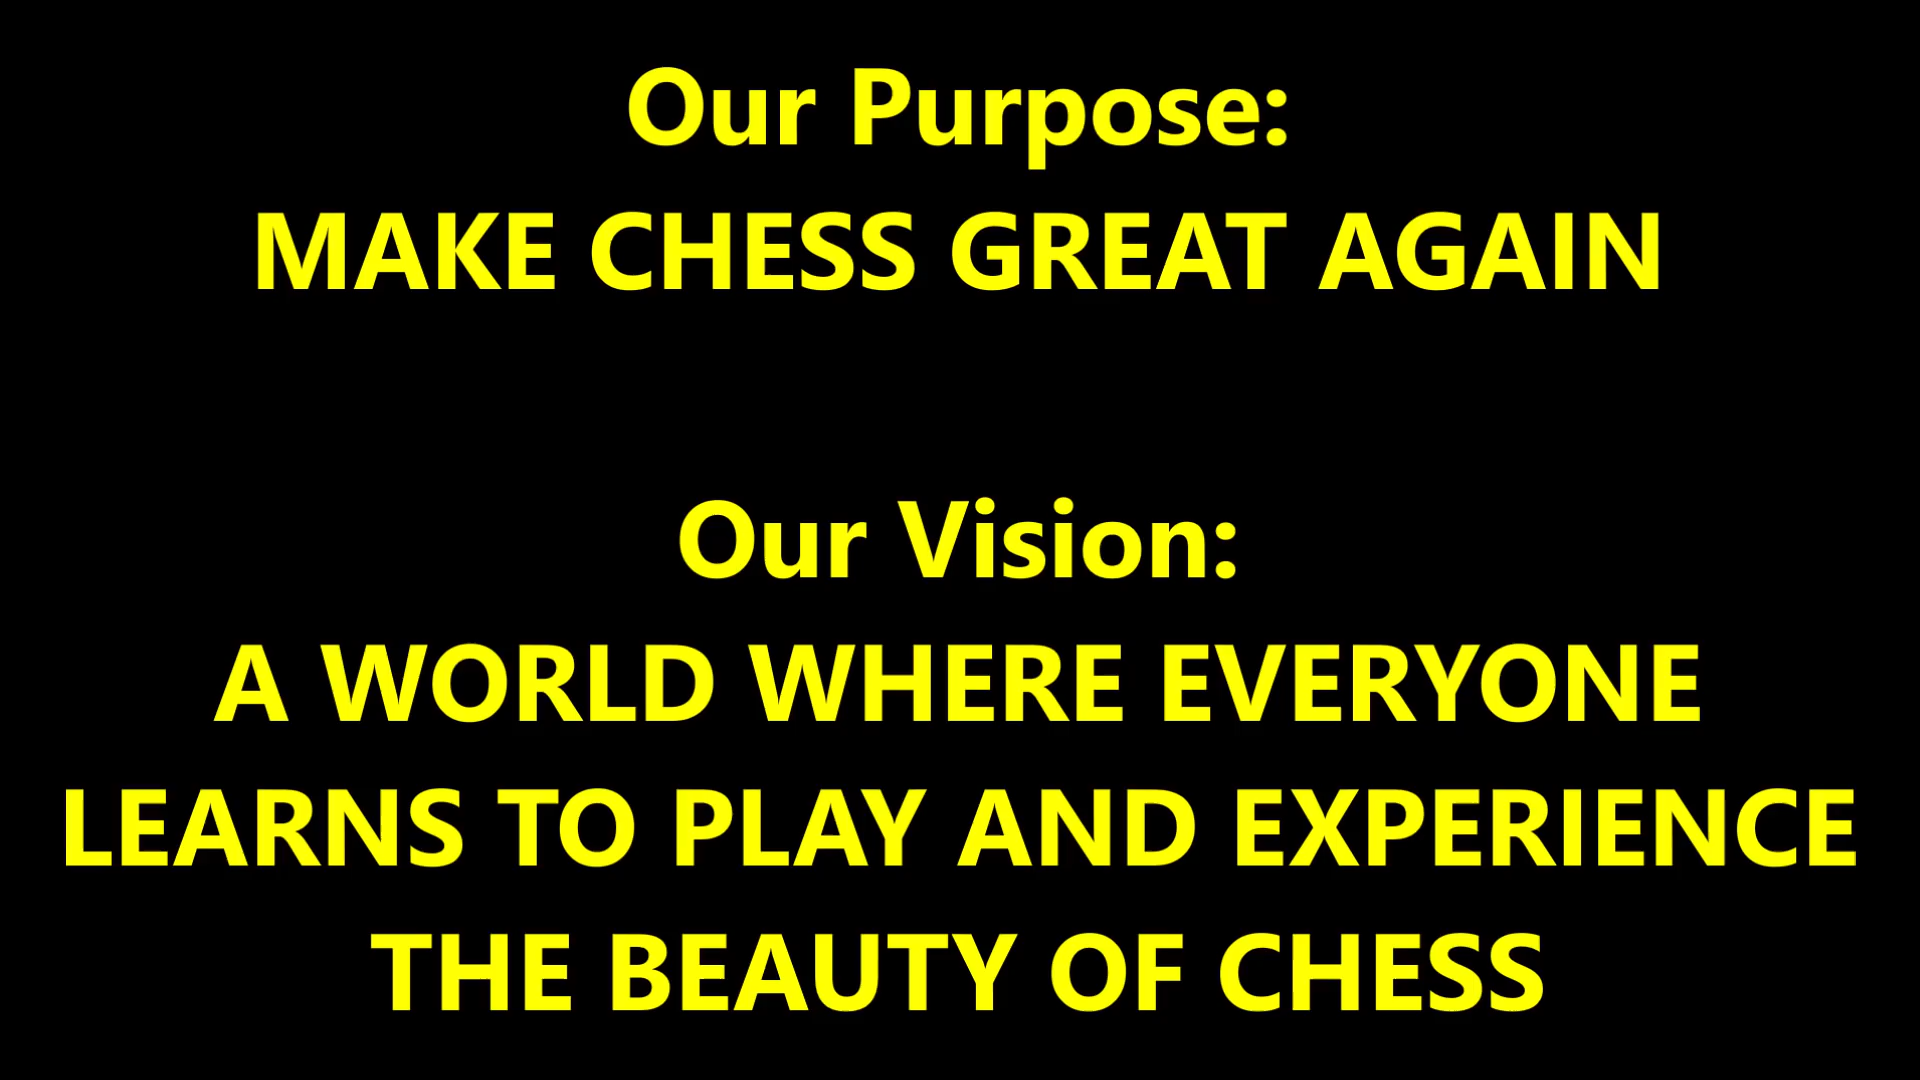 Our Purpose:
MAKE CHESS GREAT AGAIN
Our Vision:
A WORLD WHERE EVERYONE
LEARNS TO PLAY AND EXPERIENCE
THE BEAUTY OF CHESS